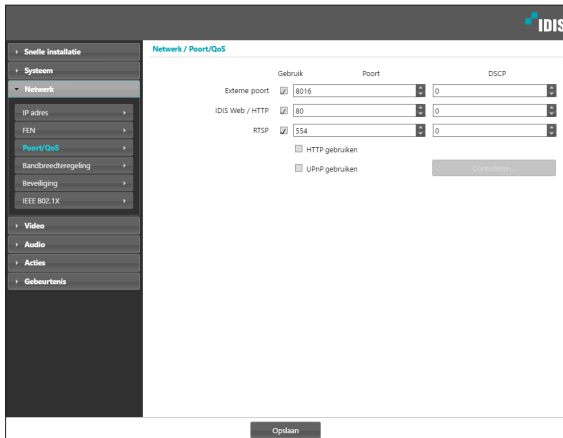 IDIS
Snelle installatie
Systeem
Netwerk
IP adres
FEN
Poort/QoS
Bandbreedteregeling
Beveiliging
IEEE 802.1X
Video
Audio
Acties
Gebeurtenis
Netwerk / Poort/QoS
Gebruik Poort DSCP
Externe poort 8016 0
IDIS Web / HTTP 80 0
RTSP 554 0
HTTP gebruiken
UPnP gebruiken
Opslaan